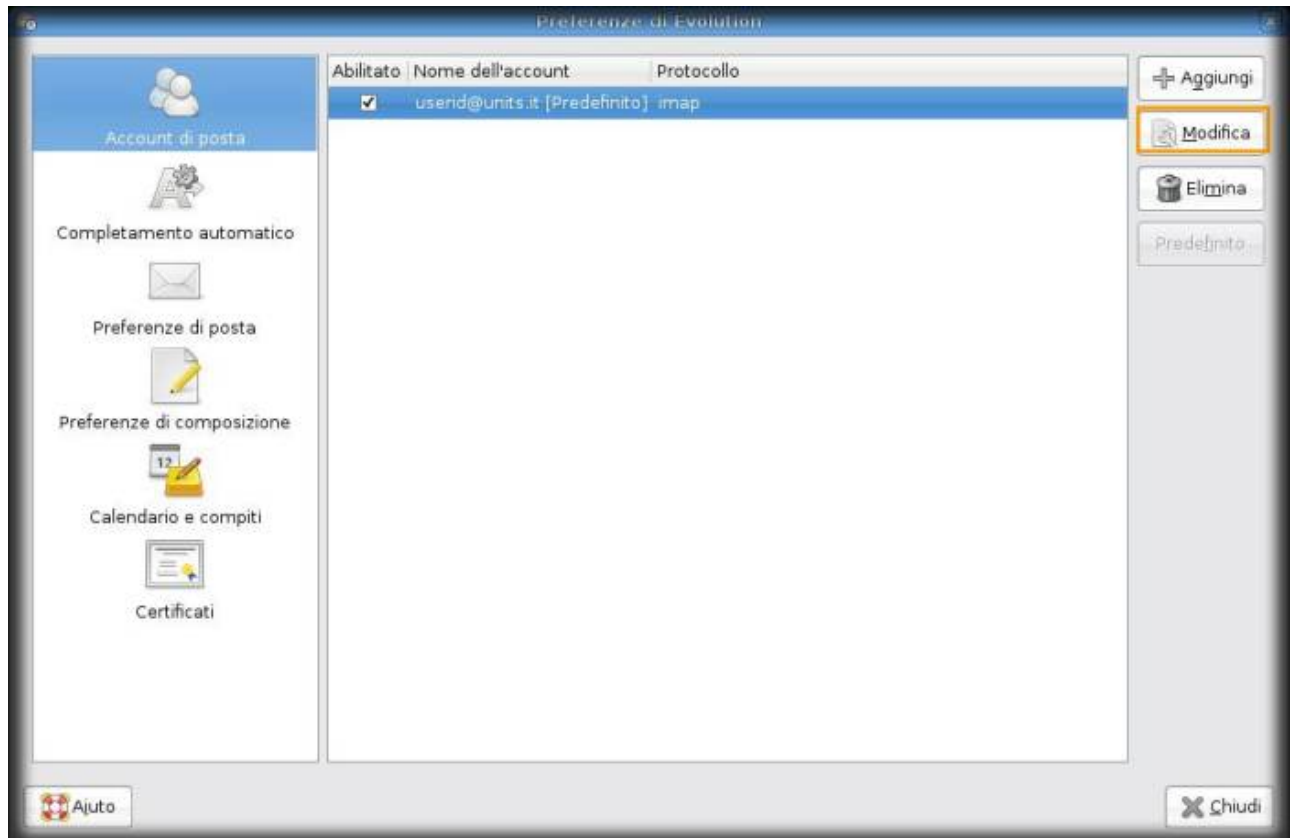 Preferenze di Evolution
Account di posta
Completamento automatico
Preferenze di posta
Preferenze di composizione
12
Calendario e compiti
Certificati
Abilitato Nome dell'account Protocollo
userid@units.it [Predefinito] imap
Aggiungi
Modifica
Elimina
Predefinito
Aiuto
Chiudi